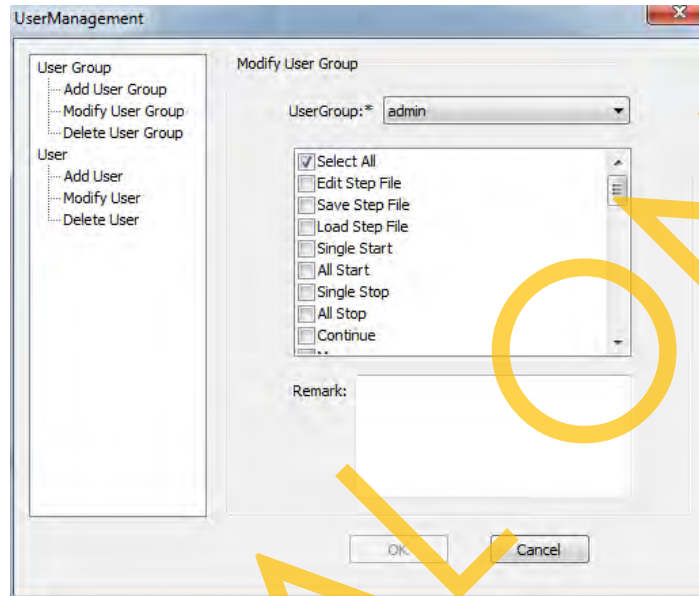 UserManagement
User Group
Add User Group
Modify User Group
Delete User Group
User
Add User
Modify User
Delete User
Modify User Group
UserGroup:* admin
Select All
Edit Step File
Save Step File
Load Step File
Single Start
All Start
Single Stop
All Stop
Continue
Remark:
OK
Cancel